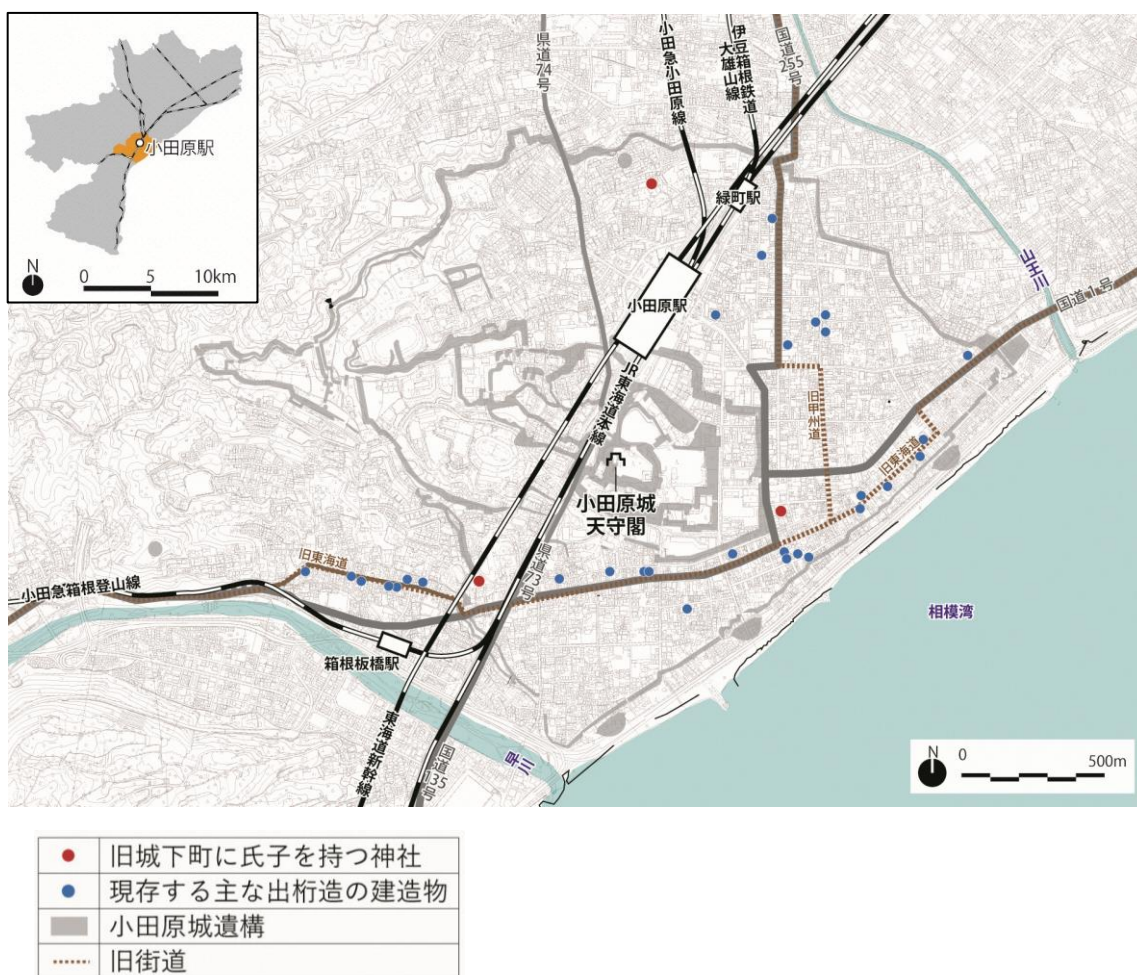 小田原駅
N
0 5 10km
県道74号
小田急小田原線
伊豆箱根鉄道
大雄山線
国道255号
緑町駅
小田原駅
山王川
国道1号
JR東海道本線
旧甲州道
旧東海道
小田原城
天守閣
県道73号
旧東海道
小田急箱根登山線
箱根板橋駅
相模湾
東海道新幹線
国道135号
早川
N
0 500m
旧城下町に氏子を持つ神社
現存する主な出桁造の建造物
小田原城遺構
旧街道